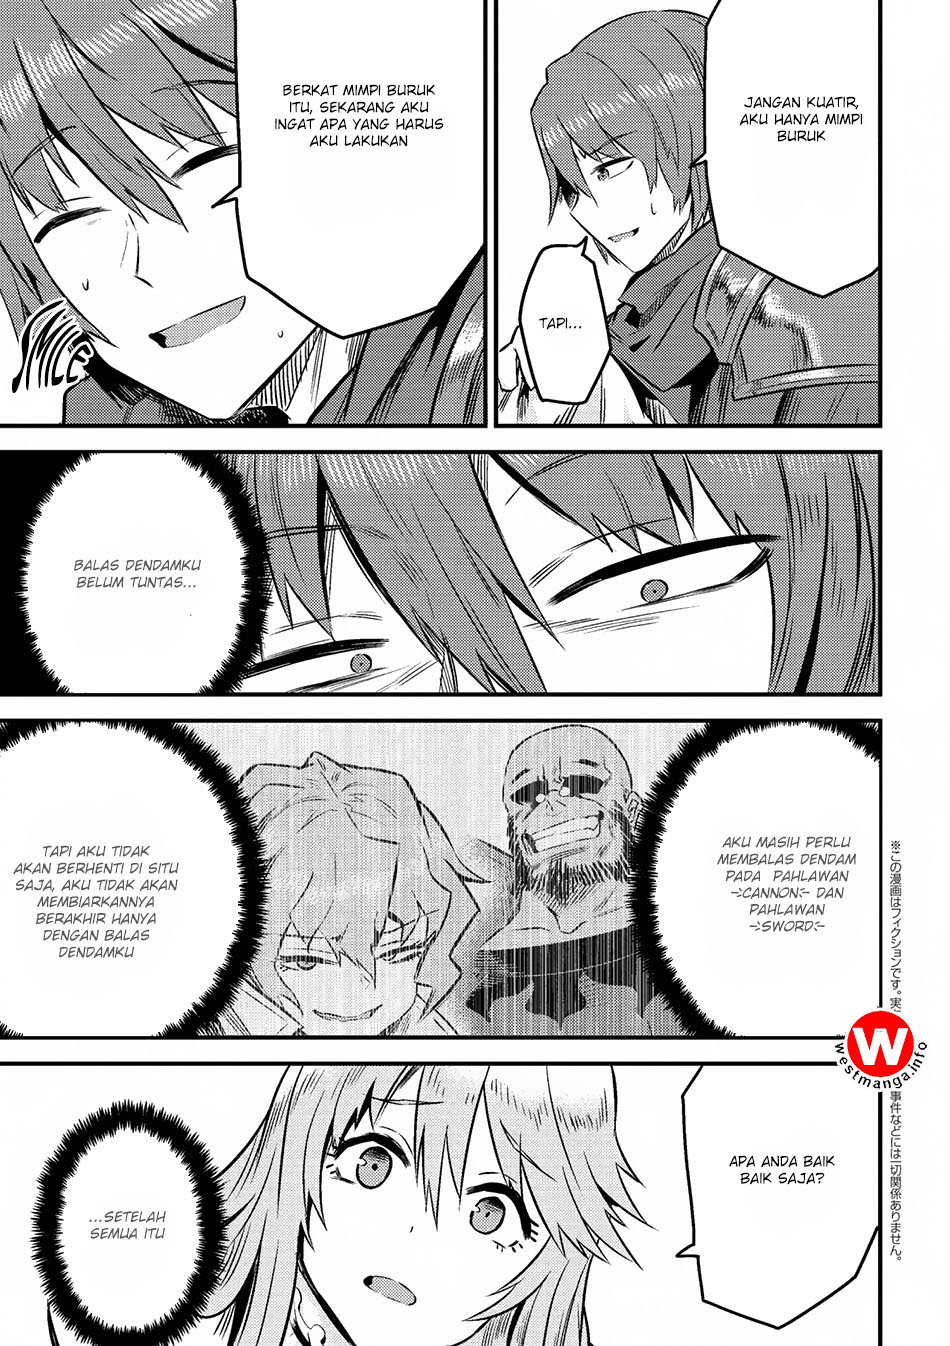 JANGAN KUATIR,
AKU HANYA MIMPI
BURUK
TAPI...
BERKAT MIMPI BURUK
ITU, SEKARANG AKU
INGAT APA YANG HARUS
AKU LAKUKAN
SMILE
BALAS DENDAMKU
BELUM TUNTAS...
AKU MASIH PERLU
MEMBALAS DENDAM
PADA PAHLAWAN
->CANNON<- DAN
PAHLAWAN
->SWORD<-
TAPI AKU TIDAK
AKAN BERHENTI DI SITU
SAJA, AKU TIDAK AKAN
MEMBIARKANNYA
BERAKHIR HANYA
DENGAN BALAS
DENDAMKU
APA ANDA BAIK
BAIK SAJA?
...SETELAH
SEMUA ITU
※この漫画はフィクションです。実
事件などには一切関係ありません。
W
westmanga.info